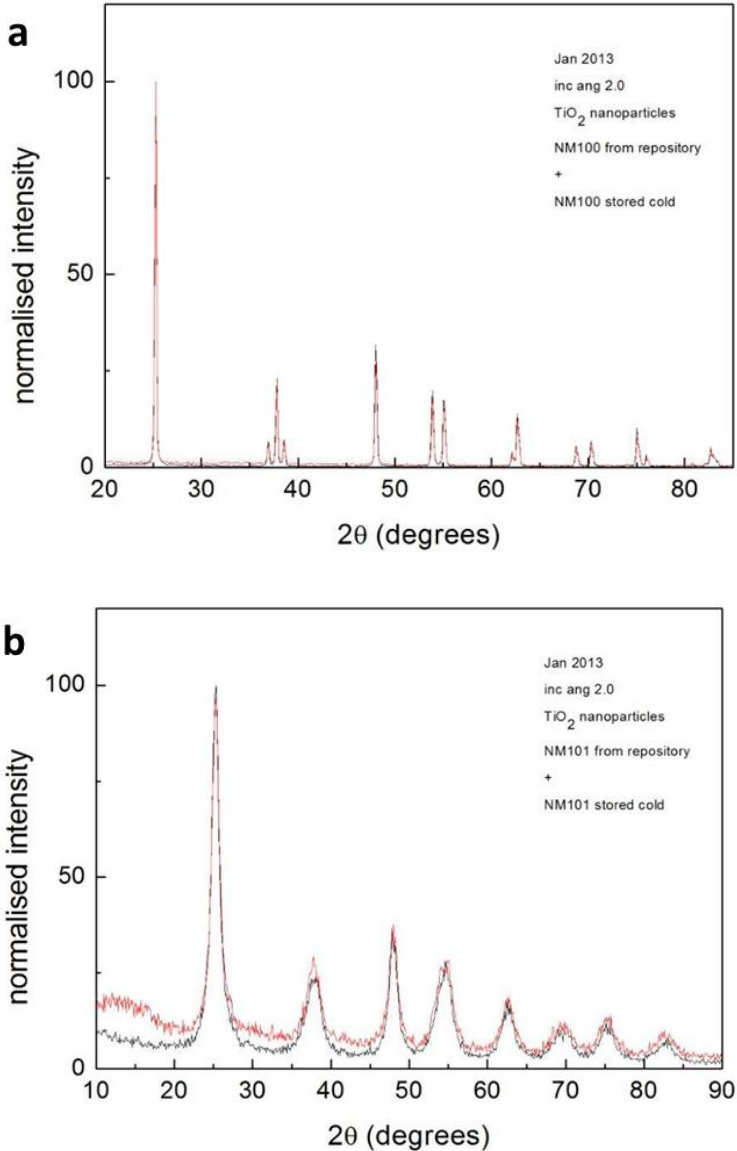 a
100
50
0
normalised intensity
Jan 2013
inc ang 2.0
TiO2 nanoparticles
NM100 from repository
+
NM100 stored cold
20 30 40 50 60 70 80
2θ (degrees)
b
100
50
0
normalised intensity
Jan 2013
inc ang 2.0
TiO2 nanoparticles
NM101 from repository
+
NM101 stored cold
10 20 30 40 50 60 70 80 90
2θ (degrees)